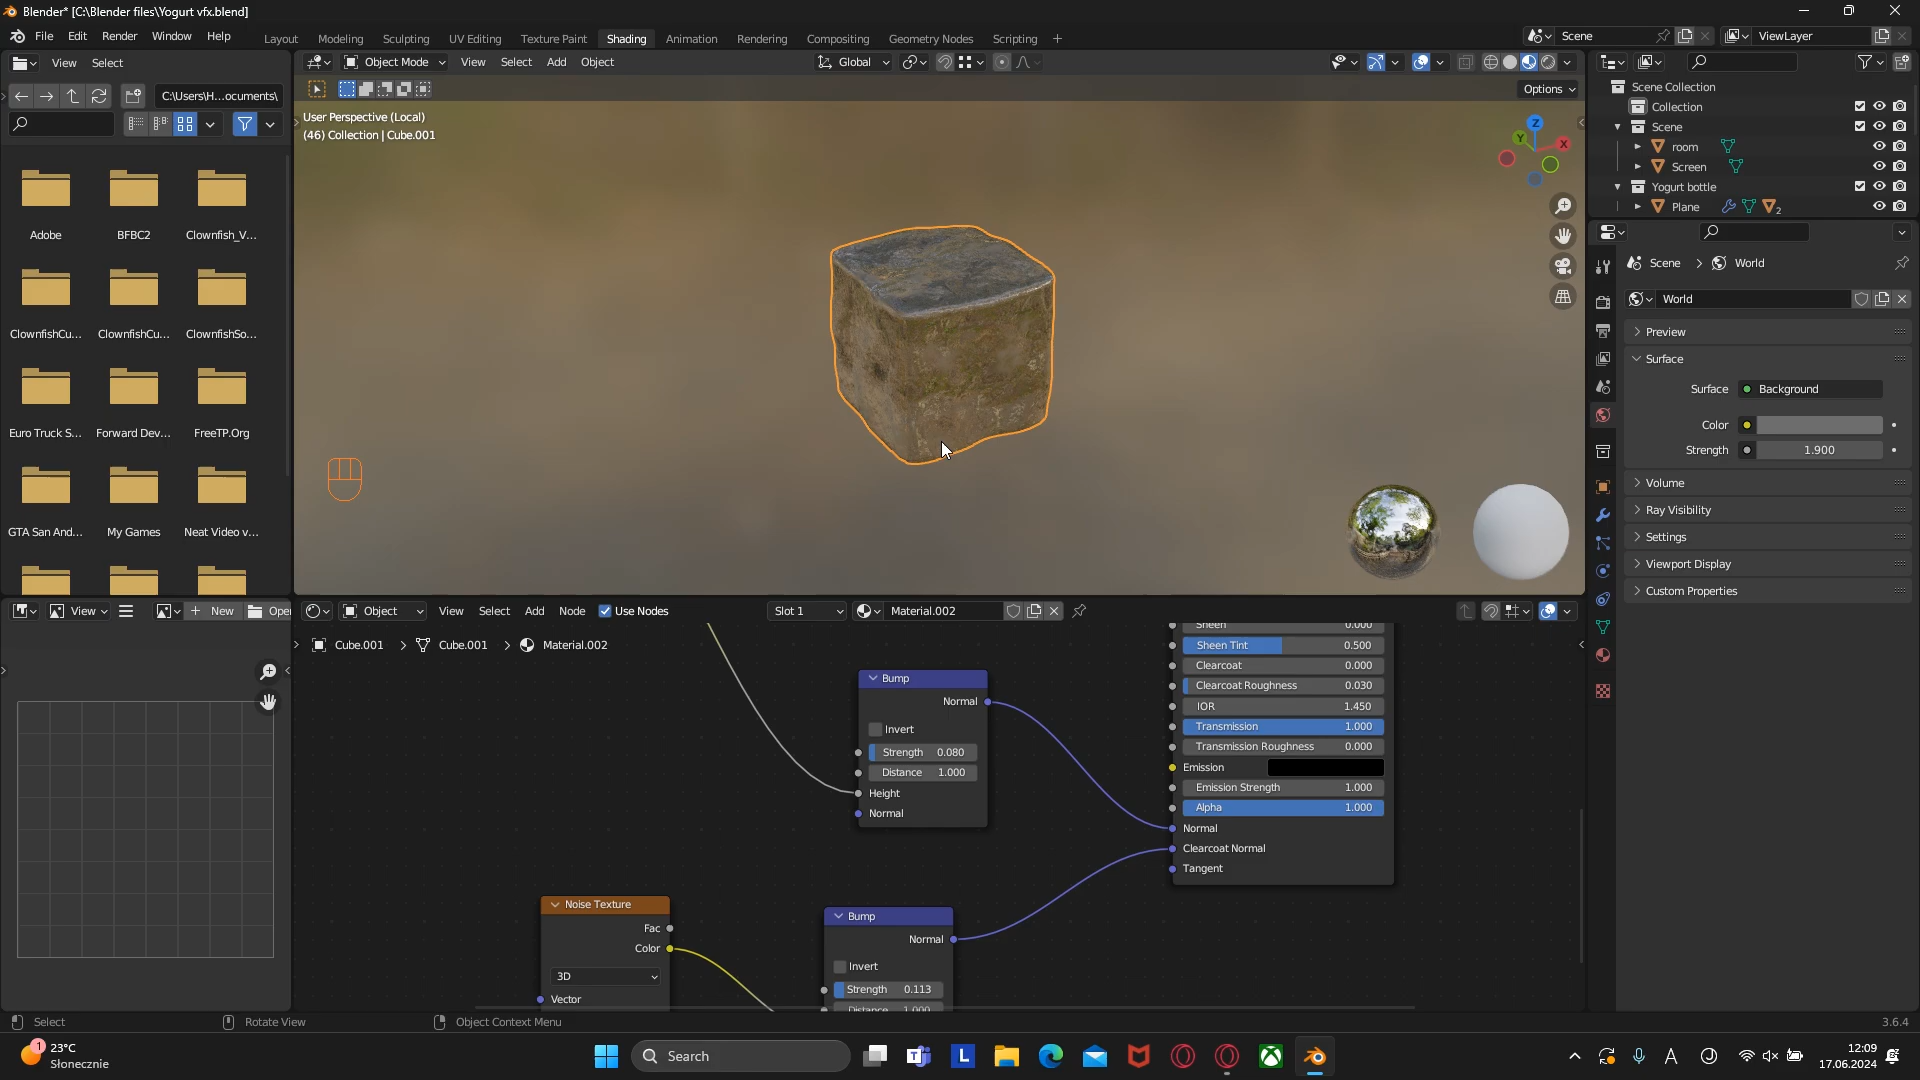 Blender* [C:\Blender files\Yogurt vfx.blend]
File Edit Render Window Help
Layout Modeling Sculpting UV Editing Texture Paint Shading Animation Rendering Compositing Geometry Nodes Scripting +
Scene
ViewLayer
View Select
Object Mode View Select Add Object
Global
C:\Users\H...ocuments\
Options
User Perspective (Local)
(46) Collection | Cube.001
Z
Y
X
Adobe BFBC2 Clownfish_V...
ClownfishCu... ClownfishCu... ClownfishSo...
Euro Truck S... Forward Dev... FreeTP.Org
GTA San And... My Games Neat Video v...
Scene Collection
Collection
Scene
room
Screen
Yogurt bottle
Plane
2
Scene > World
World
Preview
Surface
Surface Background
Color
Strength 1.900
Volume
Ray Visibility
Settings
Viewport Display
Custom Properties
View + New Open
Object View Select Add Node Use Nodes Slot 1 Material.002
Cube.001 > Cube.001 > Material.002
Bump
Normal
Invert
Strength 0.080
Distance 1.000
Height
Normal
Sheen 0.000
Sheen Tint 0.500
Clearcoat 0.000
Clearcoat Roughness 0.030
IOR 1.450
Transmission 1.000
Transmission Roughness 0.000
Emission
Emission Strength 1.000
Alpha 1.000
Normal
Clearcoat Normal
Tangent
Noise Texture
Fac
Color
3D
Vector
Bump
Normal
Invert
Strength 0.113
Distance 1.000
Select Rotate View Object Context Menu 3.6.4
1
23°C
Słonecznie
Search
L
A
12:09
17.06.2024